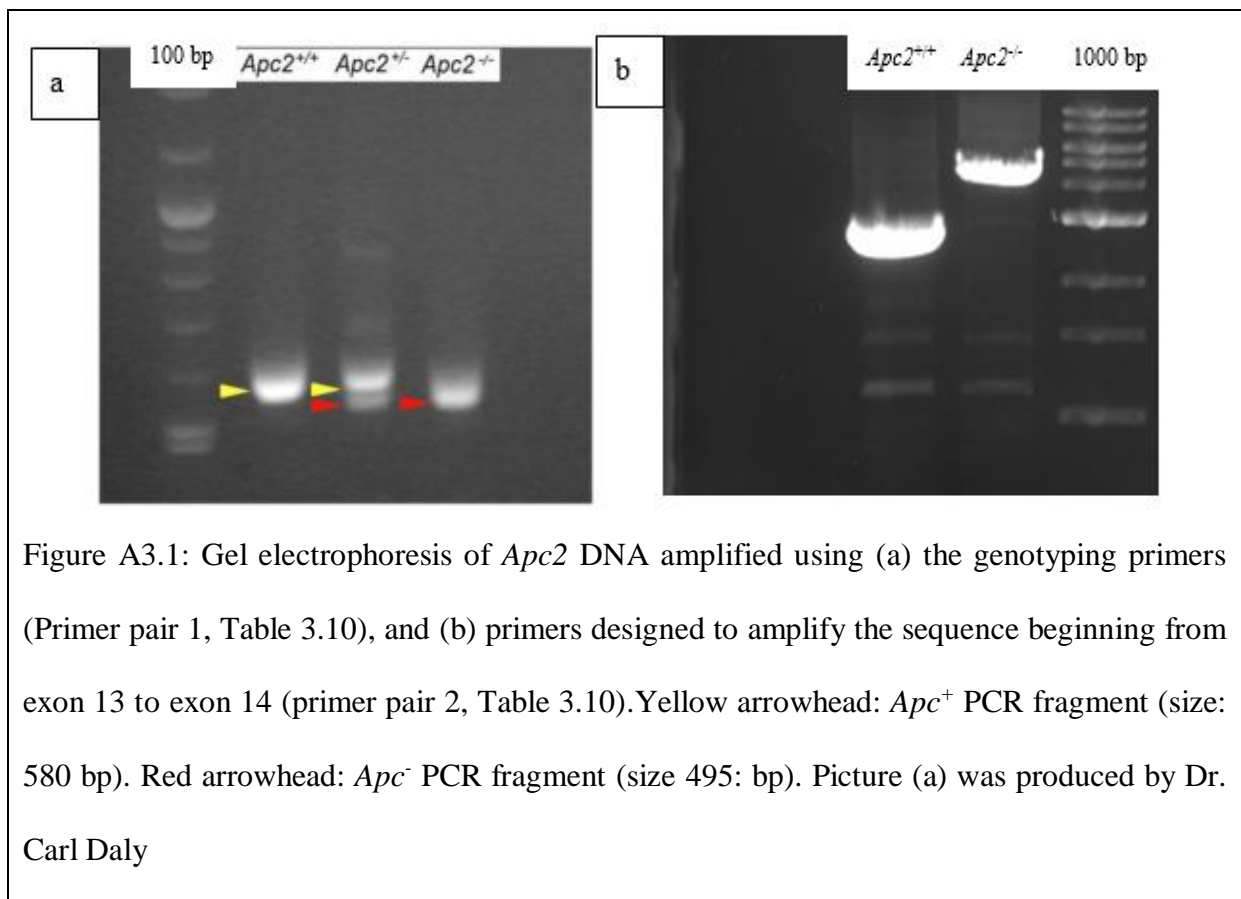 a
100 bp Apc2+/+ Apc2+/- Apc2-/-
b
Apc2+/+ Apc2-/- 1000 bp
Figure A3.1: Gel electrophoresis of Apc2 DNA amplified using (a) the genotyping primers
(Primer pair 1, Table 3.10), and (b) primers designed to amplify the sequence beginning from
exon 13 to exon 14 (primer pair 2, Table 3.10).Yellow arrowhead: Apc+ PCR fragment (size:
580 bp). Red arrowhead: Apc- PCR fragment (size 495: bp). Picture (a) was produced by Dr.
Carl Daly